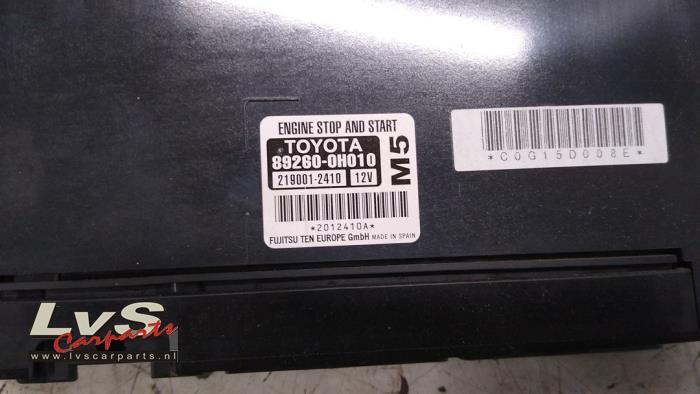 ENGINE STOP AND START
TOYOTA
89260-0H010
219001-2410 12V
M5
*2012410A*
FUJITSU TEN EUROPE GmbH MADE IN SPAIN
*C0G15D008E*
LvS
Carparts
www.lvscarparts.nl